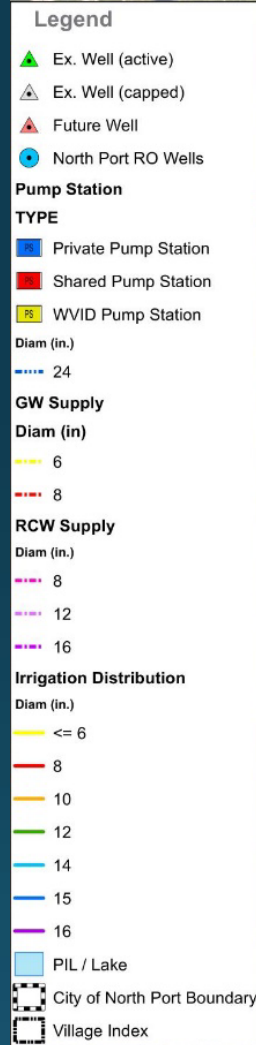 Legend
Ex. Well (active)
Ex. Well (capped)
Future Well
North Port RO Wells
Pump Station
TYPE
PS Private Pump Station
PS Shared Pump Station
PS WVID Pump Station
Diam (in.)
24
GW Supply
Diam (in)
6
8
RCW Supply
Diam (in.)
8
12
16
Irrigation Distribution
Diam (in.)
<= 6
8
10
12
14
15
16
PIL / Lake
City of North Port Boundary
Village Index